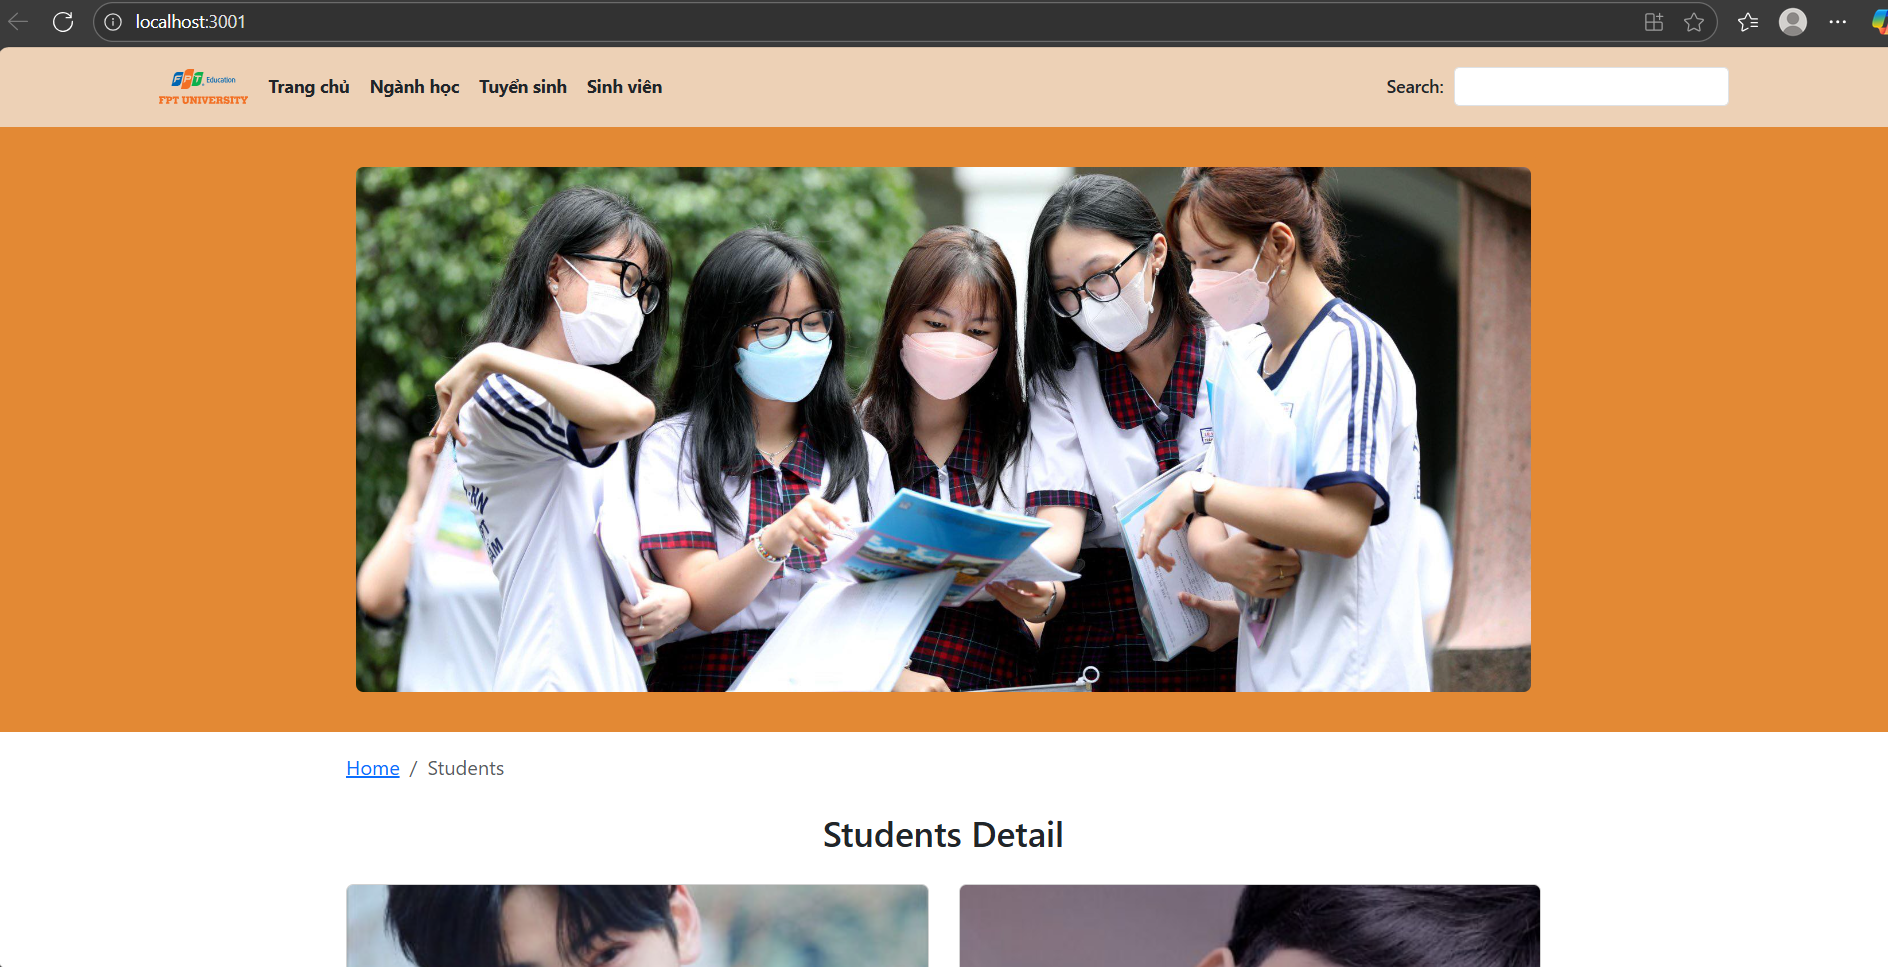 localhost:3001
FPT Education
FPT UNIVERSITY
Trang chủ
Ngành học
Tuyển sinh
Sinh viên
Search:
Home / Students
Students Detail